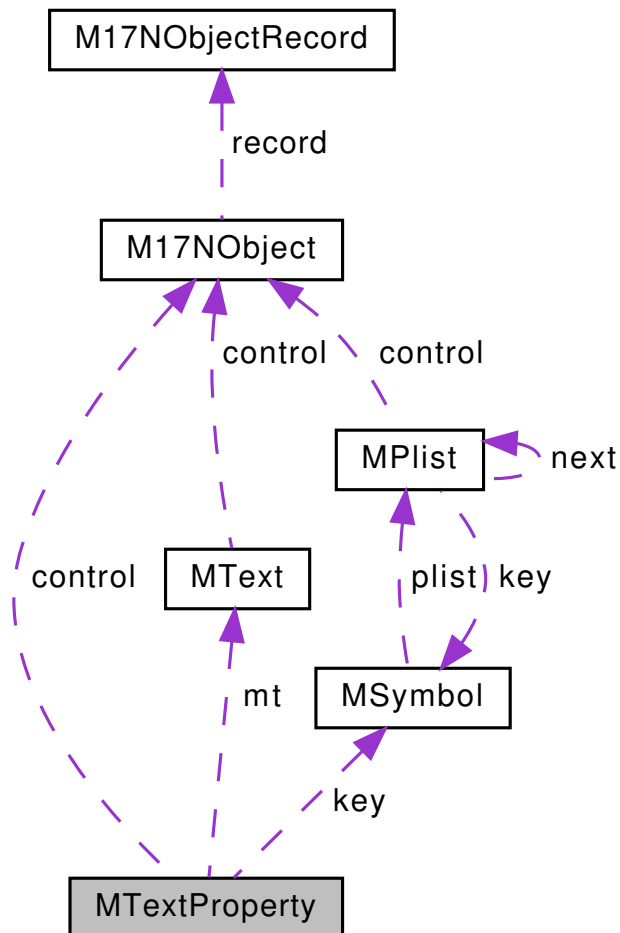 M17NObjectRecord
record
M17NObject
control
control
MPlist
next
control
MText
plist
key
MSymbol
mt
key
MTextProperty